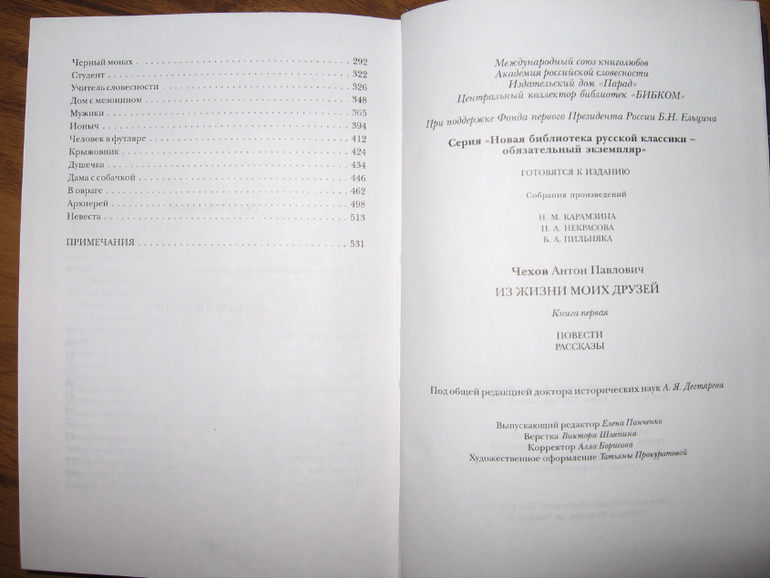 Черный монах . . . . . . . . . . . . . . . . . . . . . . . . . . . . . . 292
Студент . . . . . . . . . . . . . . . . . . . . . . . . . . . . . . 322
Учитель словесности . . . . . . . . . . . . . . . . . . . . . . . . . . . . . . 326
Дом с мезонином . . . . . . . . . . . . . . . . . . . . . . . . . . . . . . 348
Мужики . . . . . . . . . . . . . . . . . . . . . . . . . . . . . . 365
Ионыч . . . . . . . . . . . . . . . . . . . . . . . . . . . . . . 394
Человек в футляре . . . . . . . . . . . . . . . . . . . . . . . . . . . . . . 412
Крыжовник . . . . . . . . . . . . . . . . . . . . . . . . . . . . . . 424
Душечка . . . . . . . . . . . . . . . . . . . . . . . . . . . . . . 434
Дама с собачкой . . . . . . . . . . . . . . . . . . . . . . . . . . . . . . 446
В овраге . . . . . . . . . . . . . . . . . . . . . . . . . . . . . . 462
Архиерей . . . . . . . . . . . . . . . . . . . . . . . . . . . . . . 498
Невеста . . . . . . . . . . . . . . . . . . . . . . . . . . . . . . 513
ПРИМЕЧАНИЯ . . . . . . . . . . . . . . . . . . . . . . . . . . . . . . 531
Международный союз книголюбов
Академия российской словесности
Издательский дом «Парад»
Центральный коллектор библиотек «БИБКОМ»
При поддержке Фонда первого Президента России Б.Н. Ельцина
Серия «Новая библиотека русской классики –
обязательный экземпляр»
ГОТОВЯТСЯ К ИЗДАНИЮ
Собрания произведений
Н. М. КАРАМЗИНА
Н. А. НЕКРАСОВА
Б. А. ПИЛЬНЯКА
Чехов Антон Павлович
ИЗ ЖИЗНИ МОИХ ДРУЗЕЙ
Книга первая
ПОВЕСТИ
РАССКАЗЫ
Под общей редакцией доктора исторических наук А. Я. Дегтярева
Выпускающий редактор Елена Панченко
Верстка Виктора Шляпина
Корректор Алла Борисова
Художественное оформление Татьяны Прокуратовой